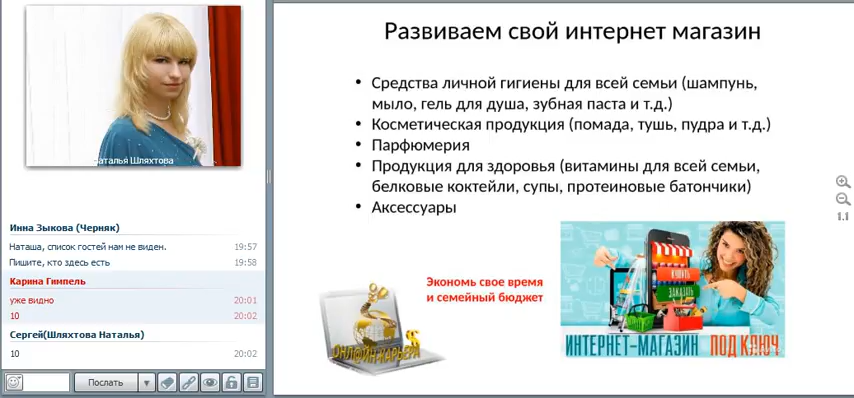 Наталья Шляхтова
Инна Зыкова (Черняк)
Наташа, список гостей нам не виден. 19:57
Пишите, кто здесь есть 19:58
Карина Гимпель
уже видно 20:01
10 20:02
Сергей(Шляхтова Наталья)
10 20:02
Послать
Развиваем свой интернет магазин
• Средства личной гигиены для всей семьи (шампунь,
мыло, гель для душа, зубная паста и т.д.)
• Косметическая продукция (помада, тушь, пудра и т.д.)
• Парфюмерия
• Продукция для здоровья (витамины для всей семьи,
белковые коктейли, супы, протеиновые батончики)
• Аксессуары
Экономь свое время
и семейный бюджет
ОНЛАЙН КАРЬЕРА
КУПИТЬ
ЗАКАЗАТЬ
ИНТЕРНЕТ-МАГАЗИН ПОД КЛЮЧ
1.1